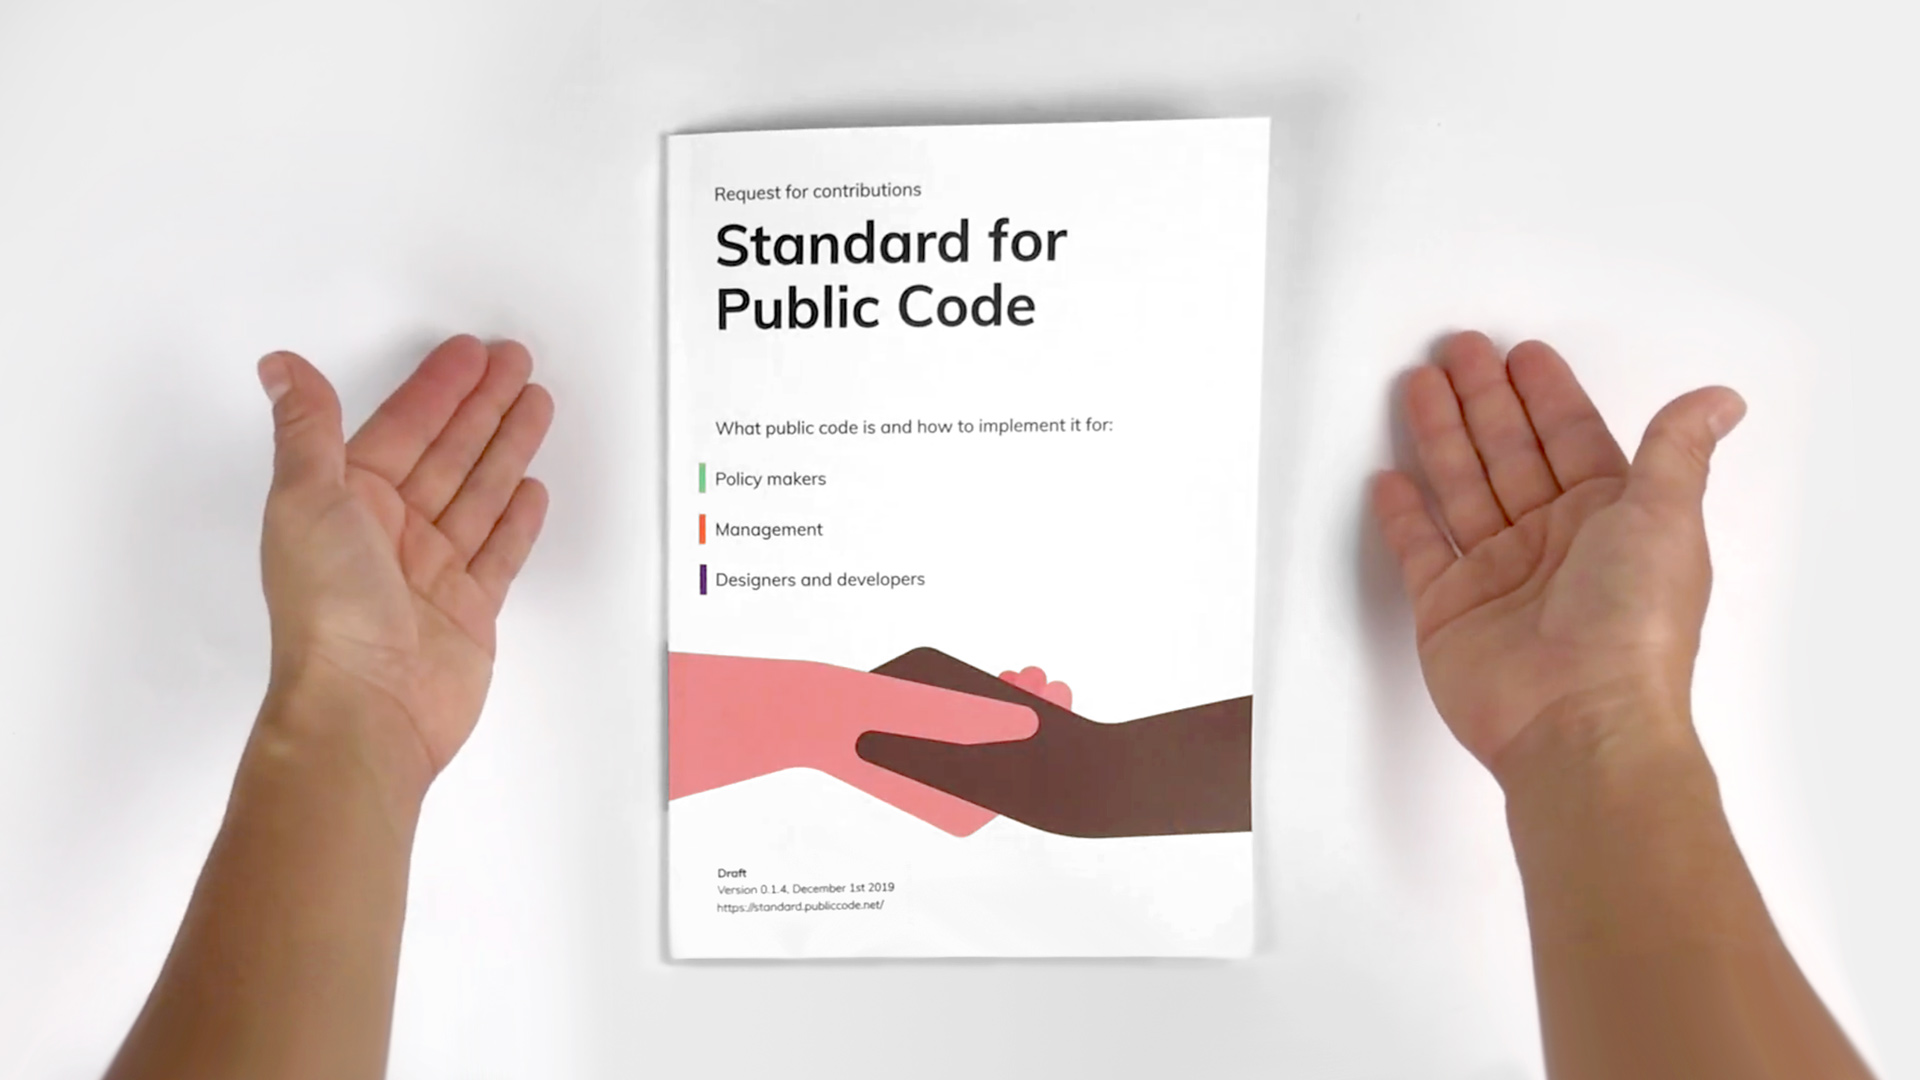 Request for contributions
Standard for
Public Code
What public code is and how to implement it for:
Policy makers
Management
Designers and developers
Draft
Version 0.1.4, December 1st 2019
https://standard.publiccode.net/